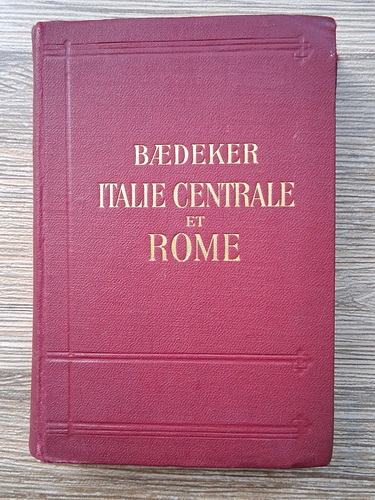 BÆDEKER
ITALIE CENTRALE
ET
ROME